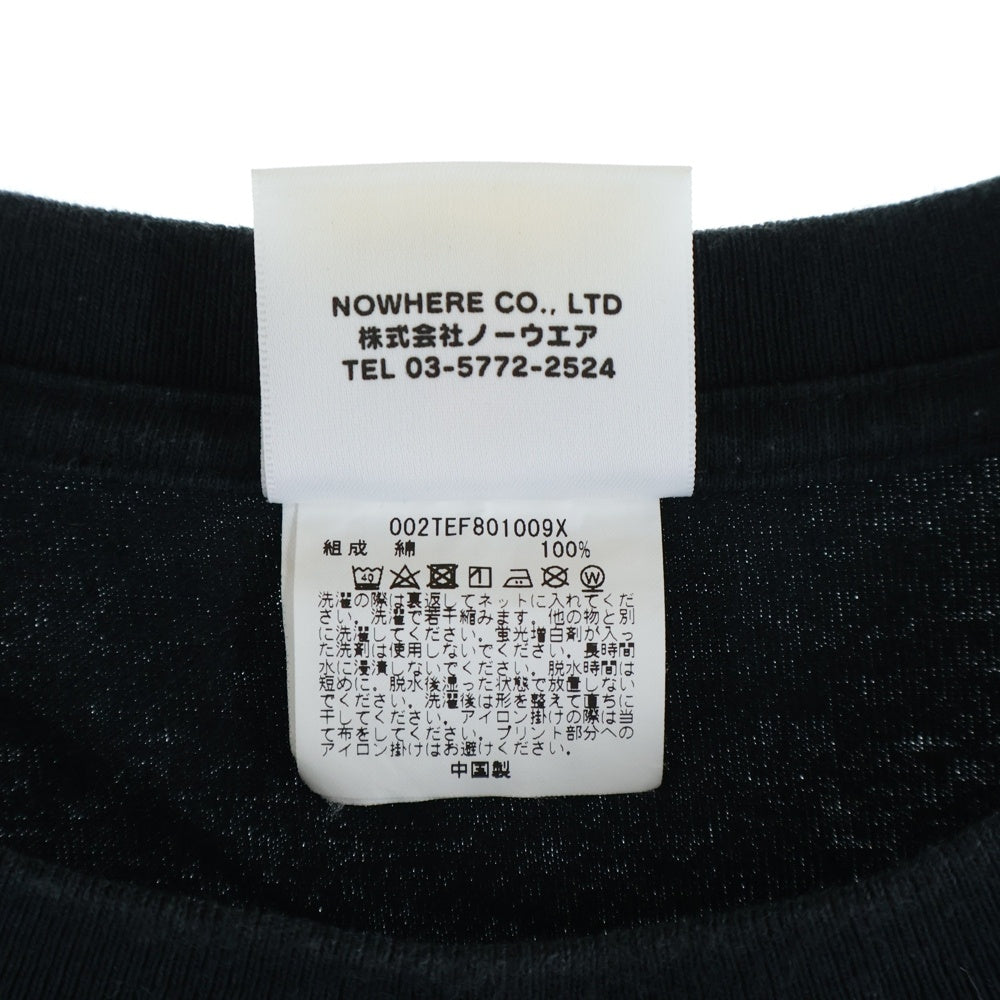 NOWHERE CO., LTD
株式会社ノーウエア
TEL 03-5772-2524
002TEF801009X
組成 綿 100%
40 W
洗濯の際は裏返してネットに入れてくだ
さい。洗濯で若干縮みます。他の物と別
に洗濯してください。蛍光増白剤が入っ
た洗剤は使用しないでください。長時間
水に浸漬しないでください。脱水時間は
短めに。脱水後湿った状態で放置しない
でください。洗濯後は形を整えて直ちに
干してください。アイロン掛けの際は当
て布をしてください。プリント部分への
アイロン掛けはお避けください。
中国製